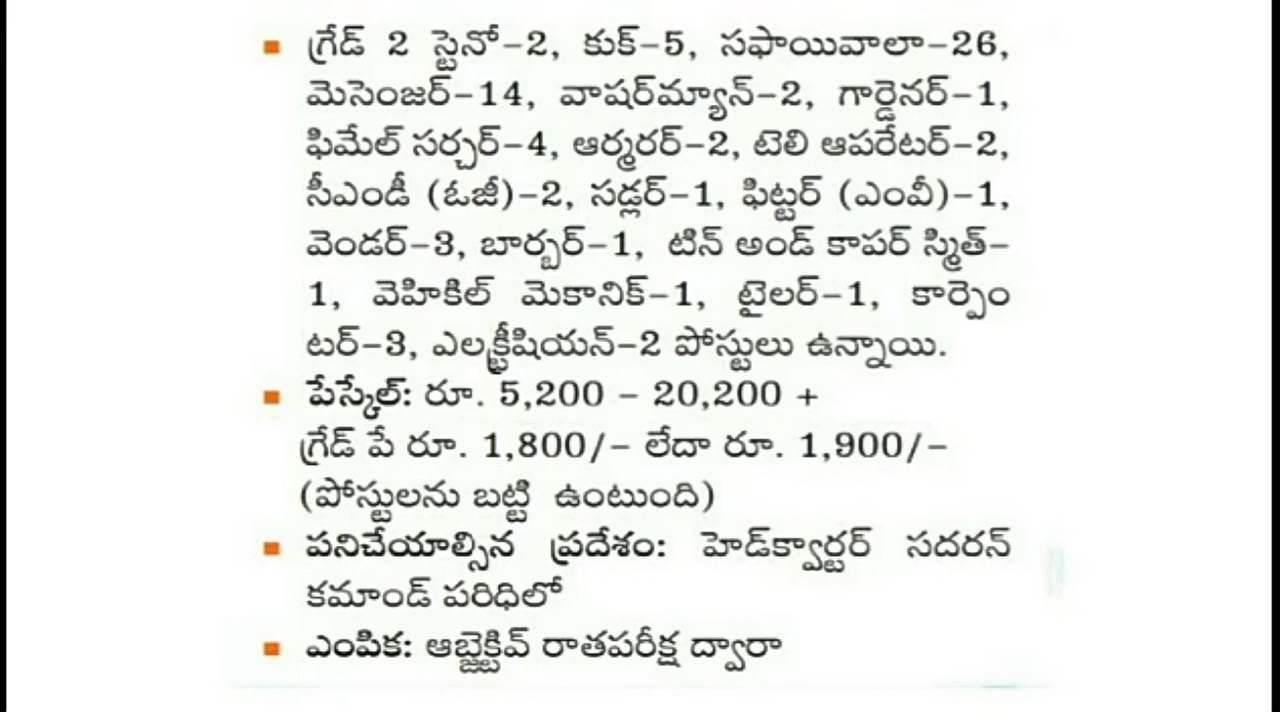 గ్రేడ్ 2 స్టెనో-2, కుక్-5, సఫాయివాలా-26,
మెసెంజర్-14, వాషర్‌మ్యాన్-2, గార్డెనర్-1,
ఫిమేల్ సర్చర్-4, ఆర్మరర్-2, టెలి ఆపరేటర్-2,
సీఎండీ (ఓజీ)-2, సడ్లర్-1, ఫిట్టర్ (ఎంవీ)-1,
వెండర్-3, బార్బర్-1, టిన్ అండ్ కాపర్ స్మిత్-
1, వెహికిల్ మెకానిక్-1, టైలర్-1, కార్పెం
టర్-3, ఎలక్ట్రీషియన్-2 పోస్టులు ఉన్నాయి.
పేస్కేల్: రూ. 5,200 – 20,200 +
గ్రేడ్ పే రూ. 1,800/– లేదా రూ. 1,900/–
(పోస్టులను బట్టి ఉంటుంది)
పనిచేయాల్సిన ప్రదేశం: హెడ్‌క్వార్టర్ సదరన్
కమాండ్ పరిధిలో
ఎంపిక: ఆబ్జెక్టివ్ రాతపరీక్ష ద్వారా